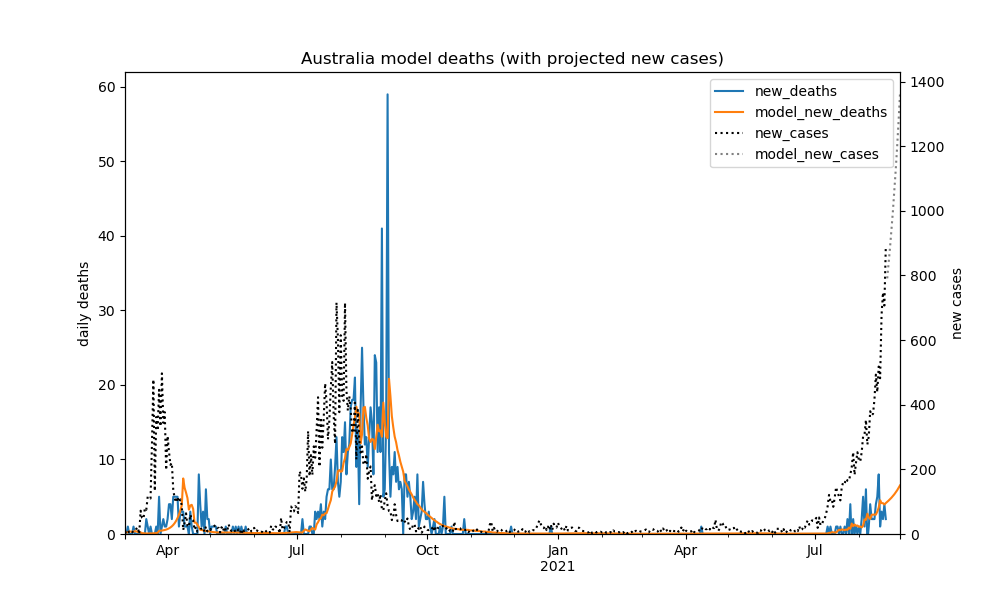 Australia model deaths (with projected new cases)
60
50
40
30
20
10
0
daily deaths
1400
1200
1000
800
600
400
200
0
new cases
new_deaths
model_new_deaths
new_cases
model_new_cases
Apr
Jul
Oct
Jan
2021
Apr
Jul